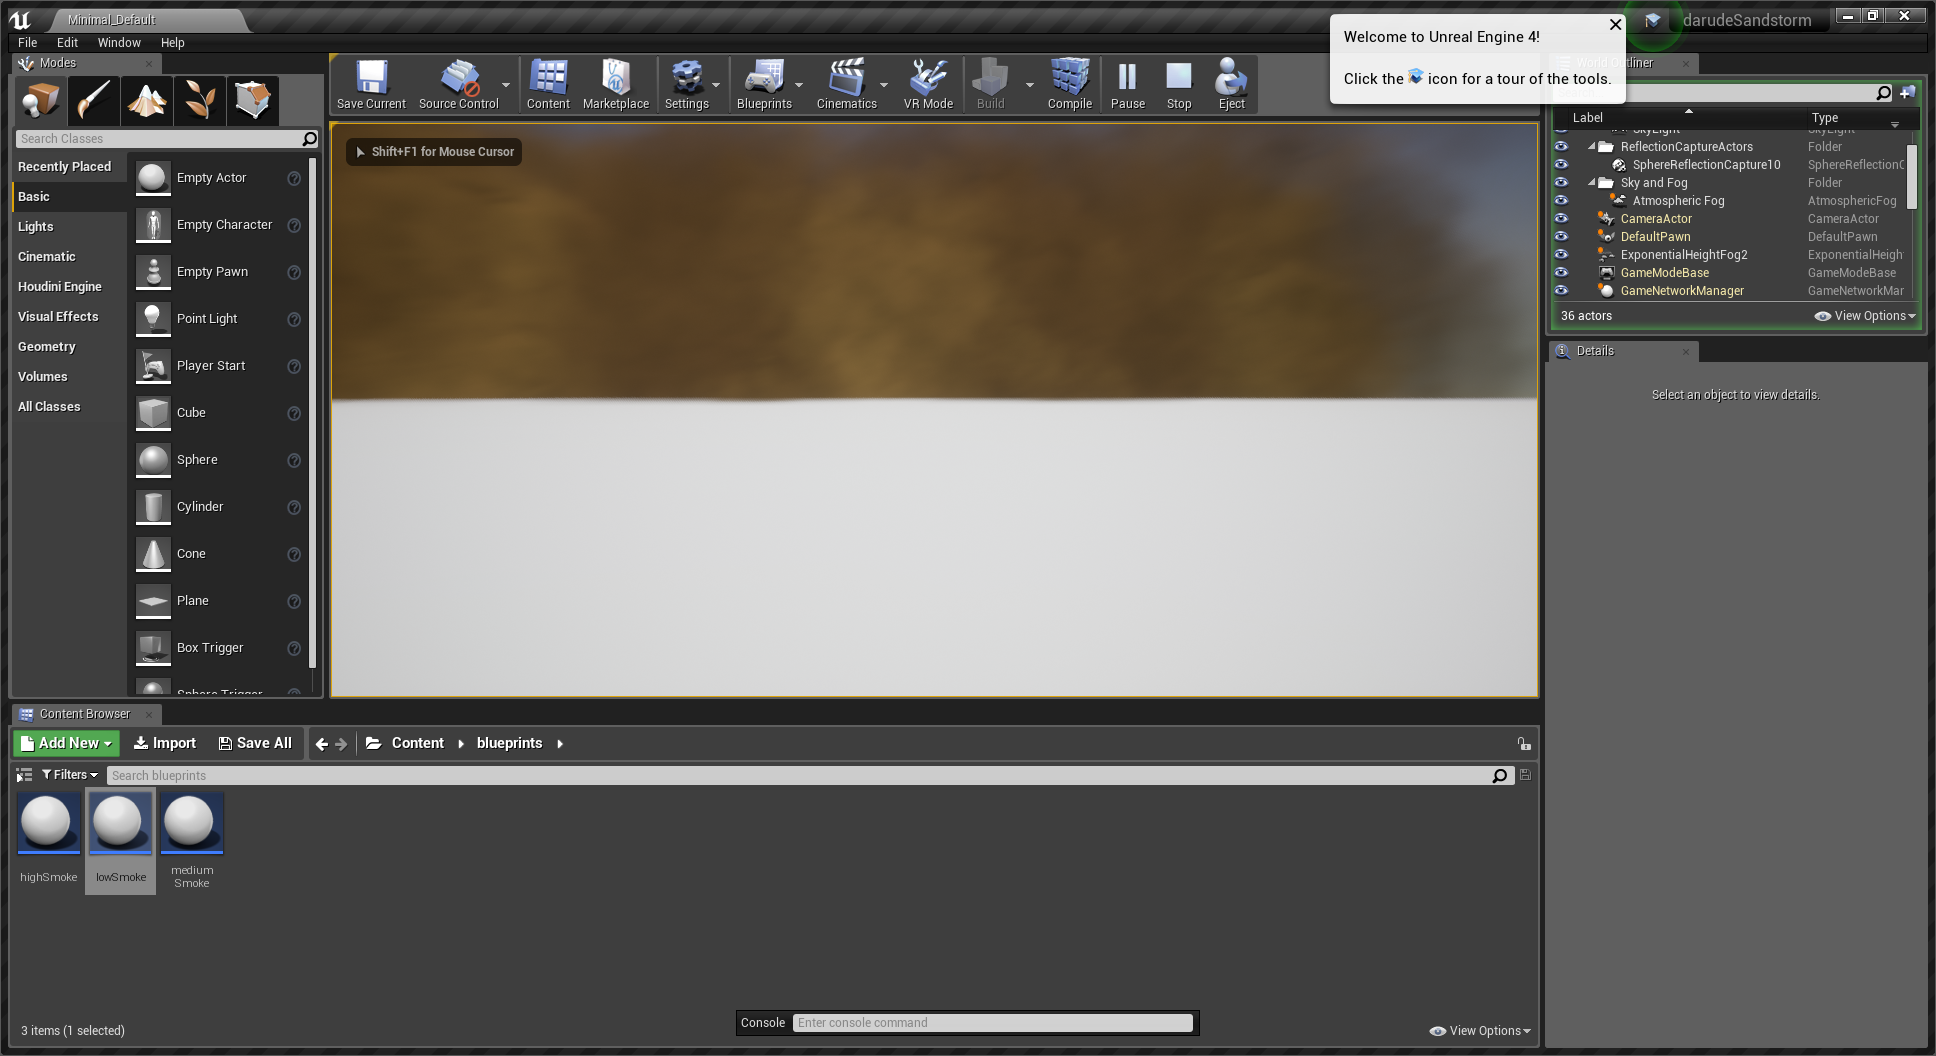 Minimal_Default
darudeSandstorm
File Edit Window Help
Welcome to Unreal Engine 4!
Click the icon for a tour of the tools.
Modes
Search Classes
Recently Placed
Basic
Lights
Cinematic
Houdini Engine
Visual Effects
Geometry
Volumes
All Classes
Empty Actor
Empty Character
Empty Pawn
Point Light
Player Start
Cube
Sphere
Cylinder
Cone
Plane
Box Trigger
Sphere Trigger
Save Current Source Control Content Marketplace Settings Blueprints Cinematics VR Mode Build Compile Pause Stop Eject
Shift+F1 for Mouse Cursor
World Outliner
Search...
Label Type
SkyLight SkyLight
ReflectionCaptureActors Folder
SphereReflectionCapture10 SphereReflectionC
Sky and Fog Folder
Atmospheric Fog AtmosphericFog
CameraActor CameraActor
DefaultPawn DefaultPawn
ExponentialHeightFog2 ExponentialHeigh
GameModeBase GameModeBase
GameNetworkManager GameNetworkMar
36 actors View Options
Details
Select an object to view details.
Content Browser
Add New Import Save All Content blueprints
Filters Search blueprints
highSmoke
lowSmoke
medium
Smoke
3 items (1 selected)
Console Enter console command
View Options